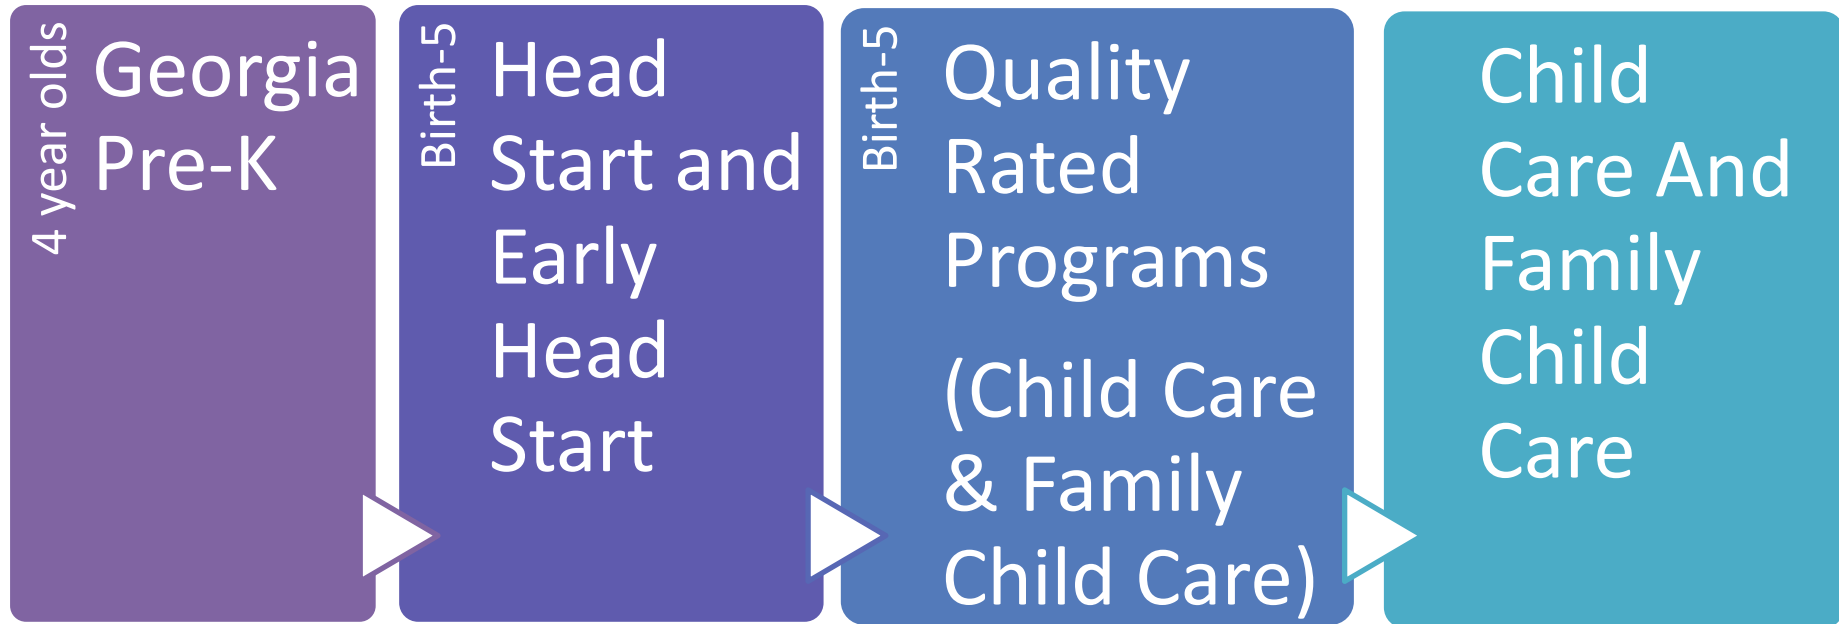 4 year olds
Georgia
Pre-K
Birth-5
Head
Start and
Early
Head
Start
Birth-5
Quality
Rated
Programs
(Child Care
& Family
Child Care)
Child
Care And
Family
Child
Care